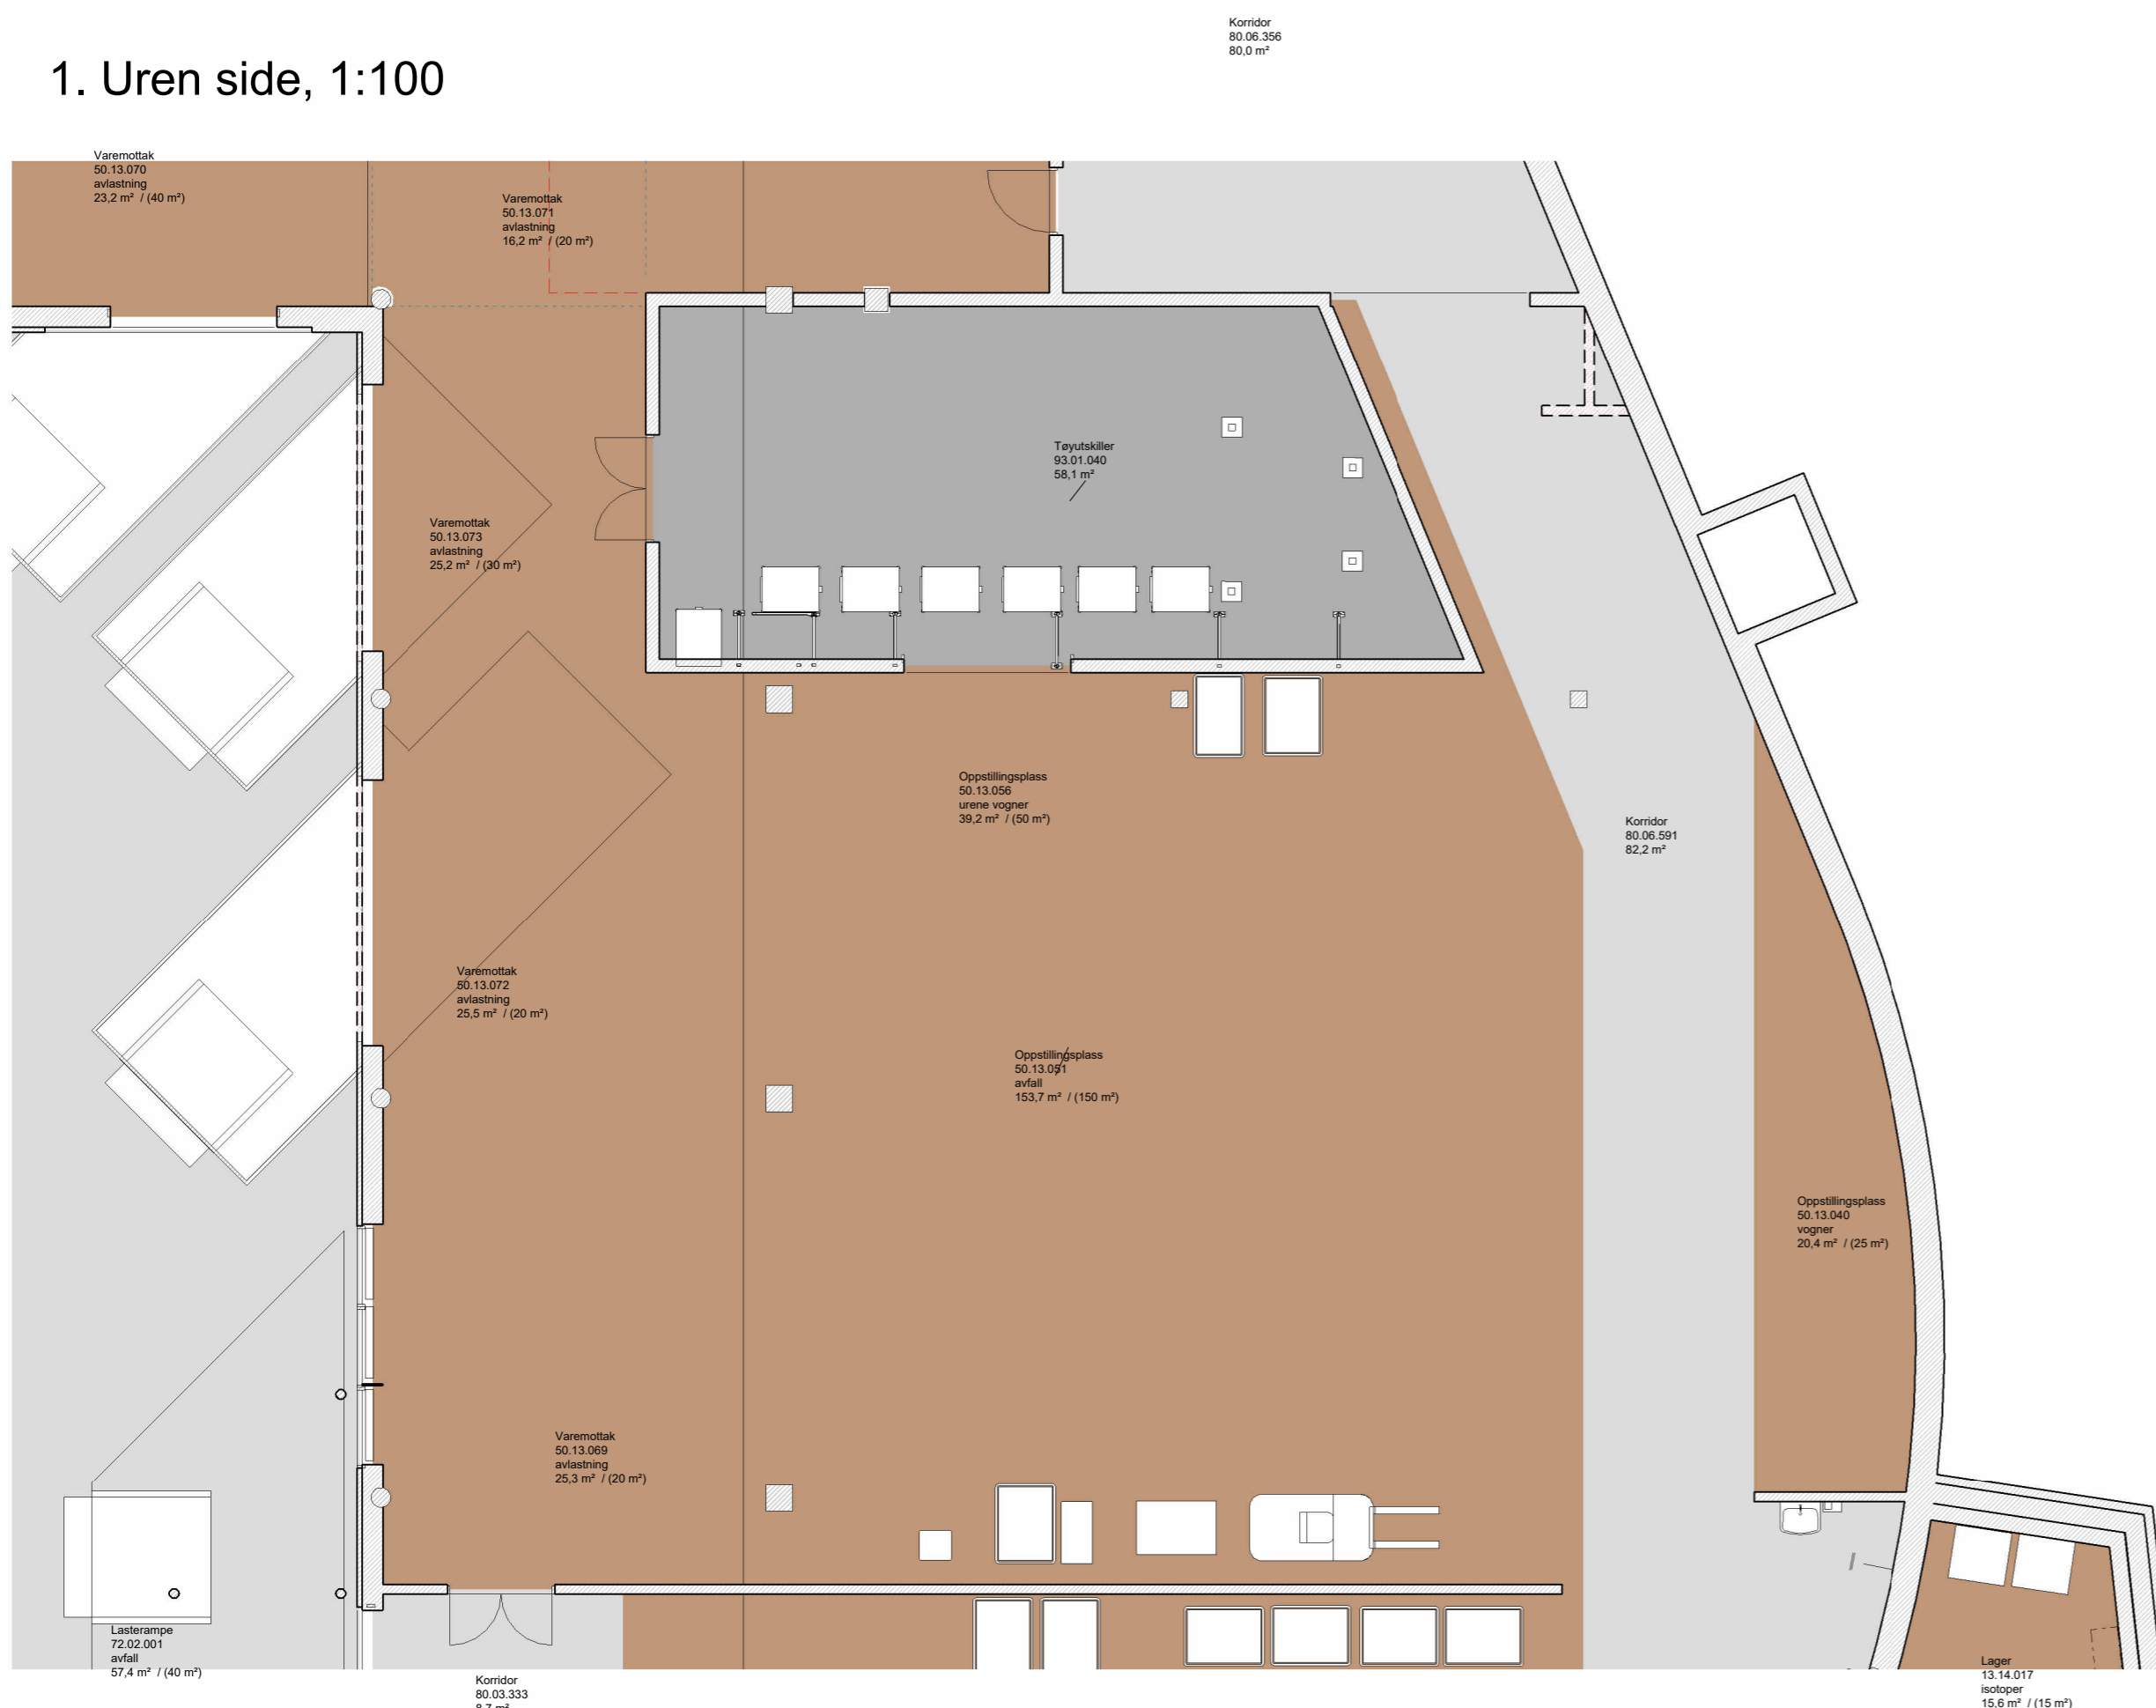 Korridor
80.06.356
80,0 m²
1. Uren side, 1:100
Varemottak
50.13.070
avlastning
23,2 m² / (40 m²)
Varemottak
50.13.071
avlastning
16,2 m² / (20 m²)
Tøyutskiller
93.01.040
58,1 m²
Varemottak
50.13.073
avlastning
25,2 m² / (30 m²)
Oppstillingsplass
50.13.056
urene vogner
39,2 m² / (50 m²)
Korridor
80.06.591
82,2 m²
Varemottak
50.13.072
avlastning
25,5 m² / (20 m²)
Oppstillingsplass
50.13.051
avfall
153,7 m² / (150 m²)
Oppstillingsplass
50.13.040
vogner
20,4 m² / (25 m²)
Varemottak
50.13.069
avlastning
25,3 m² / (20 m²)
Lasterampe
72.02.001
avfall
57,4 m² / (40 m²)
Korridor
80.03.333
8,7 m²
Lager
13.14.017
isotoper
15,6 m² / (15 m²)